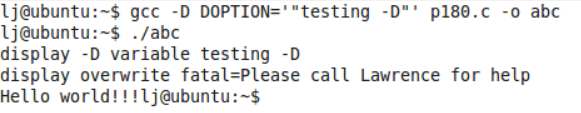 lj@ubuntu:~$ gcc -D DOPTION='"testing -D"' p180.c -o abc
lj@ubuntu:~$ ./abc
display -D variable testing -D
display overwrite fatal=Please call Lawrence for help
Hello world!!!lj@ubuntu:~$